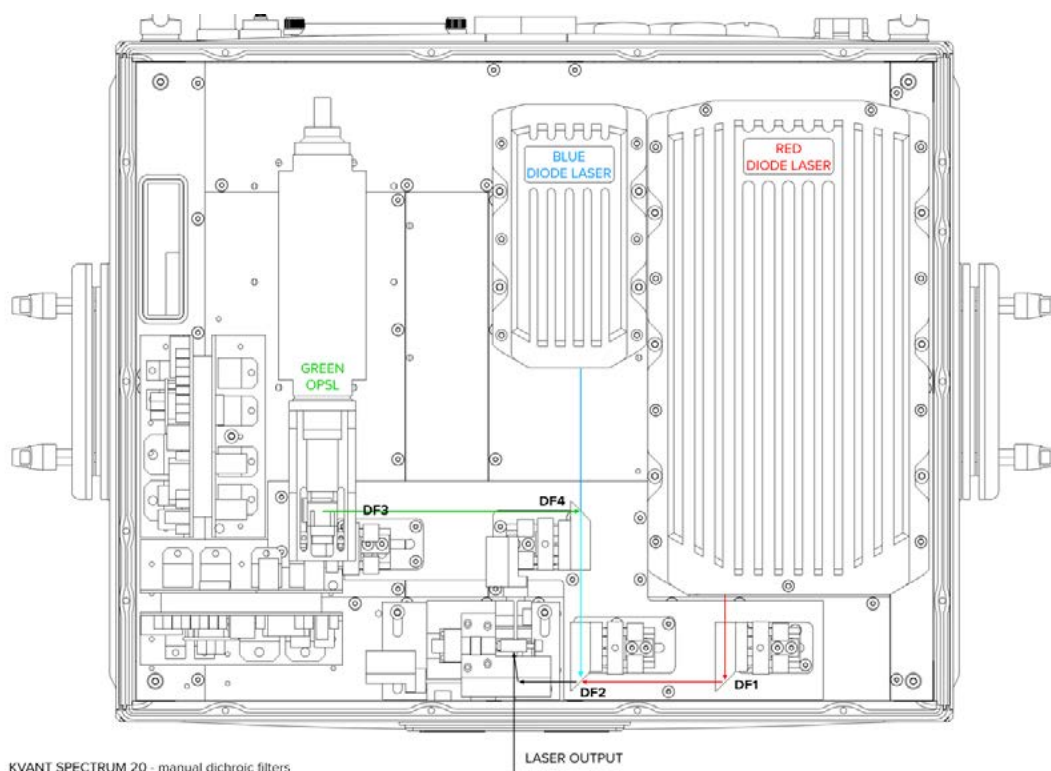 BLUE
DIODE LASER
RED
DIODE LASER
GREEN
OPSL
DF3
DF4
DF2
DF1
LASER OUTPUT
KVANT SPECTRUM 20 - manual dichroic filters